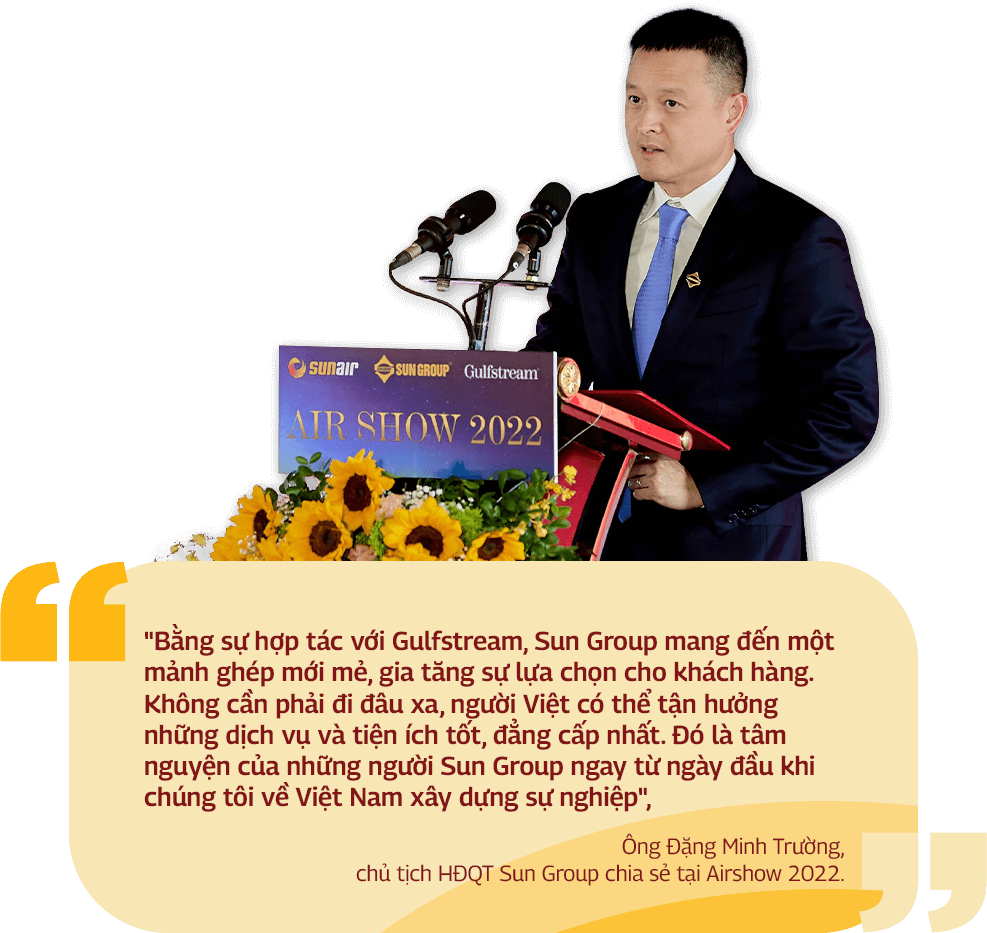 sunair SUN GROUP Gulfstream
AIR SHOW 2022
"Bằng sự hợp tác với Gulfstream, Sun Group mang đến một
mảnh ghép mới mẻ, gia tăng sự lựa chọn cho khách hàng.
Không cần phải đi đâu xa, người Việt có thể tận hưởng
những dịch vụ và tiện ích tốt, đẳng cấp nhất. Đó là tâm
nguyện của những người Sun Group ngay từ ngày đầu khi
chúng tôi về Việt Nam xây dựng sự nghiệp",
Ông Đặng Minh Trường,
chủ tịch HĐQT Sun Group chia sẻ tại Airshow 2022.